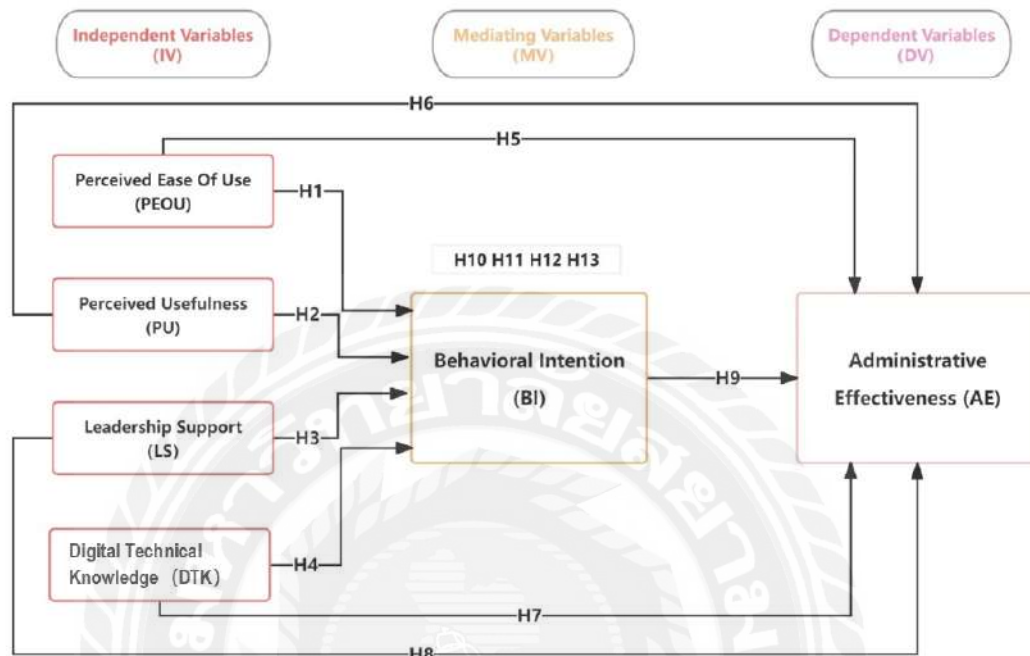 Independent Variables
(IV)
Mediating Variables
(MV)
Dependent Variables
(DV)
H6
H5
Perceived Ease Of Use
(PEOU)
H1
H10 H11 H12 H13
Perceived Usefulness
(PU)
H2
Behavioral Intention
(BI)
H9
Administrative
Effectiveness (AE)
Leadership Support
(LS)
H3
Digital Technical
Knowledge （DTK）
H4
H7
H8